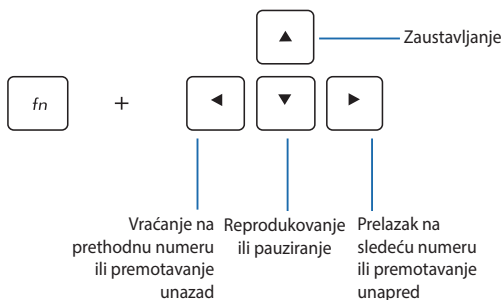 Zaustavljanje
fn
+
Vraćanje na
prethodnu numeru
ili premotavanje
unazad
Reprodukovanje
ili pauziranje
Prelazak na
sledeću numeru
ili premotavanje
unapred